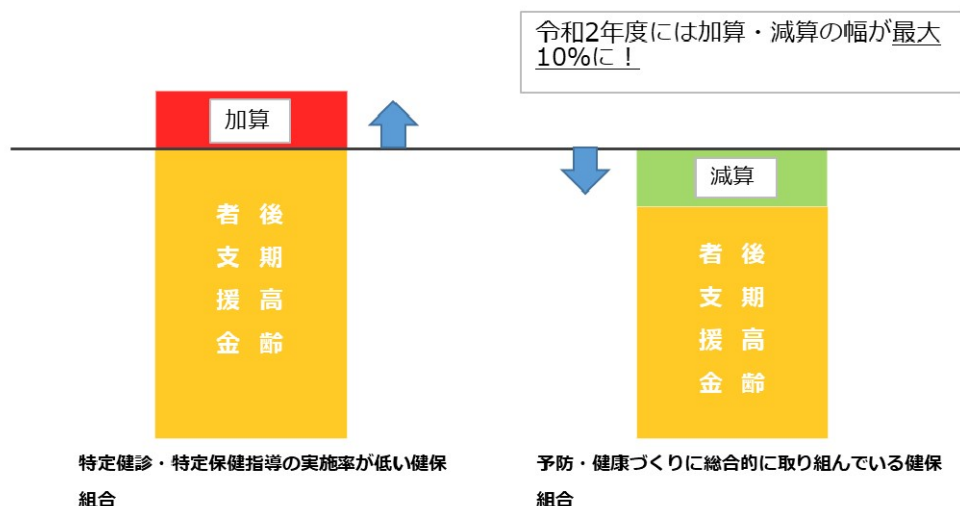 令和2年度には加算・減算の幅が最大
10%に！
加算
後期高齢
者支援金
減算
後期高齢
者支援金
特定健診・特定保健指導の実施率が低い健保
組合
予防・健康づくりに総合的に取り組んでいる健保
組合